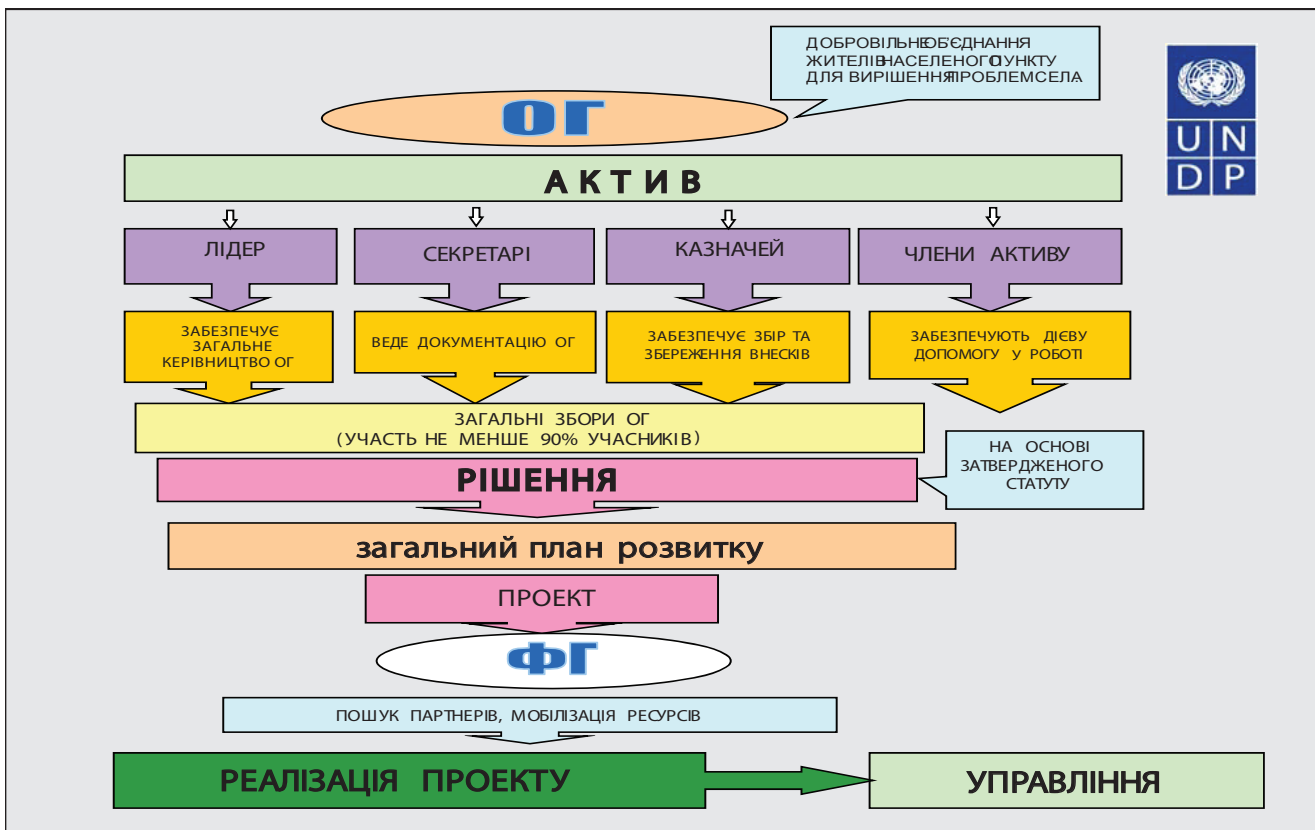 ДОБРОВІЛЬНЕ ОБ'ЄДНАННЯ
ЖИТЕЛІВ НАСЕЛЕНОГО ПУНКТУ
ДЛЯ ВИРІШЕННЯ ПРОБЛЕМ СЕЛА
ОГ
UN
DP
АКТИВ
ЛІДЕР
СЕКРЕТАРІ
КАЗНАЧЕЙ
ЧЛЕНИ АКТИВУ
ЗАБЕЗПЕЧУЄ
ЗАГАЛЬНЕ
КЕРІВНИЦТВО ОГ
ВЕДЕ ДОКУМЕНТАЦІЮ ОГ
ЗАБЕЗПЕЧУЄ ЗБІР ТА
ЗБЕРЕЖЕННЯ ВНЕСКІВ
ЗАБЕЗПЕЧУЮТЬ ДІЄВУ
ДОПОМОГУ У РОБОТІ
ЗАГАЛЬНІ ЗБОРИ ОГ
(УЧАСТЬ НЕ МЕНШЕ 90% УЧАСНИКІВ)
РІШЕННЯ
НА ОСНОВІ
ЗАТВЕРДЖЕНОГО
СТАТУТУ
загальний план розвитку
ПРОЕКТ
ФГ
ПОШУК ПАРТНЕРІВ, МОБІЛІЗАЦІЯ РЕСУРСІВ
РЕАЛІЗАЦІЯ ПРОЕКТУ
УПРАВЛІННЯ